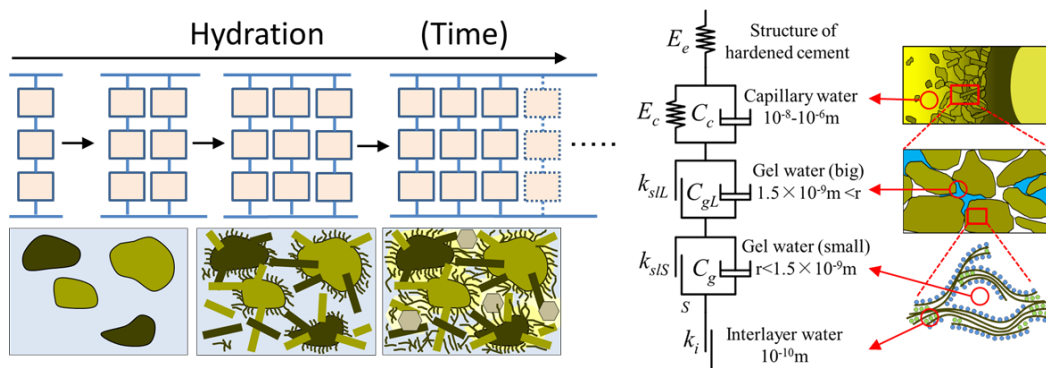 Hydration (Time)
.....
E_e
Structure of
hardened cement
E_c
C_c
Capillary water
10⁻⁸-10⁻⁶m
k_slL
C_gL
Gel water (big)
1.5×10⁻⁹m <r
k_slS
C_g
Gel water (small)
r<1.5×10⁻⁹m
S
k_i
Interlayer water
10⁻¹⁰m